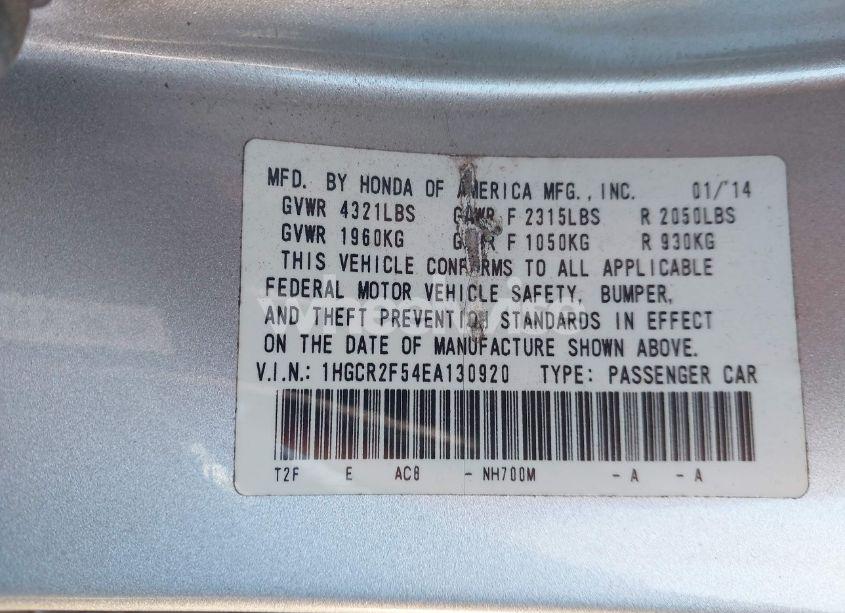 MFD. BY HONDA OF AMERICA MFG., INC. 01/14
GVWR 4321LBS GAWR F 2315LBS R 2050LBS
GVWR 1960KG GAWR F 1050KG R 930KG
THIS VEHICLE CONFORMS TO ALL APPLICABLE
FEDERAL MOTOR VEHICLE SAFETY, BUMPER,
AND THEFT PREVENTION STANDARDS IN EFFECT
ON THE DATE OF MANUFACTURE SHOWN ABOVE.
V.I.N.: 1HGCR2F54EA130920 TYPE: PASSENGER CAR
T2F E AC8 - NH700M - A - A